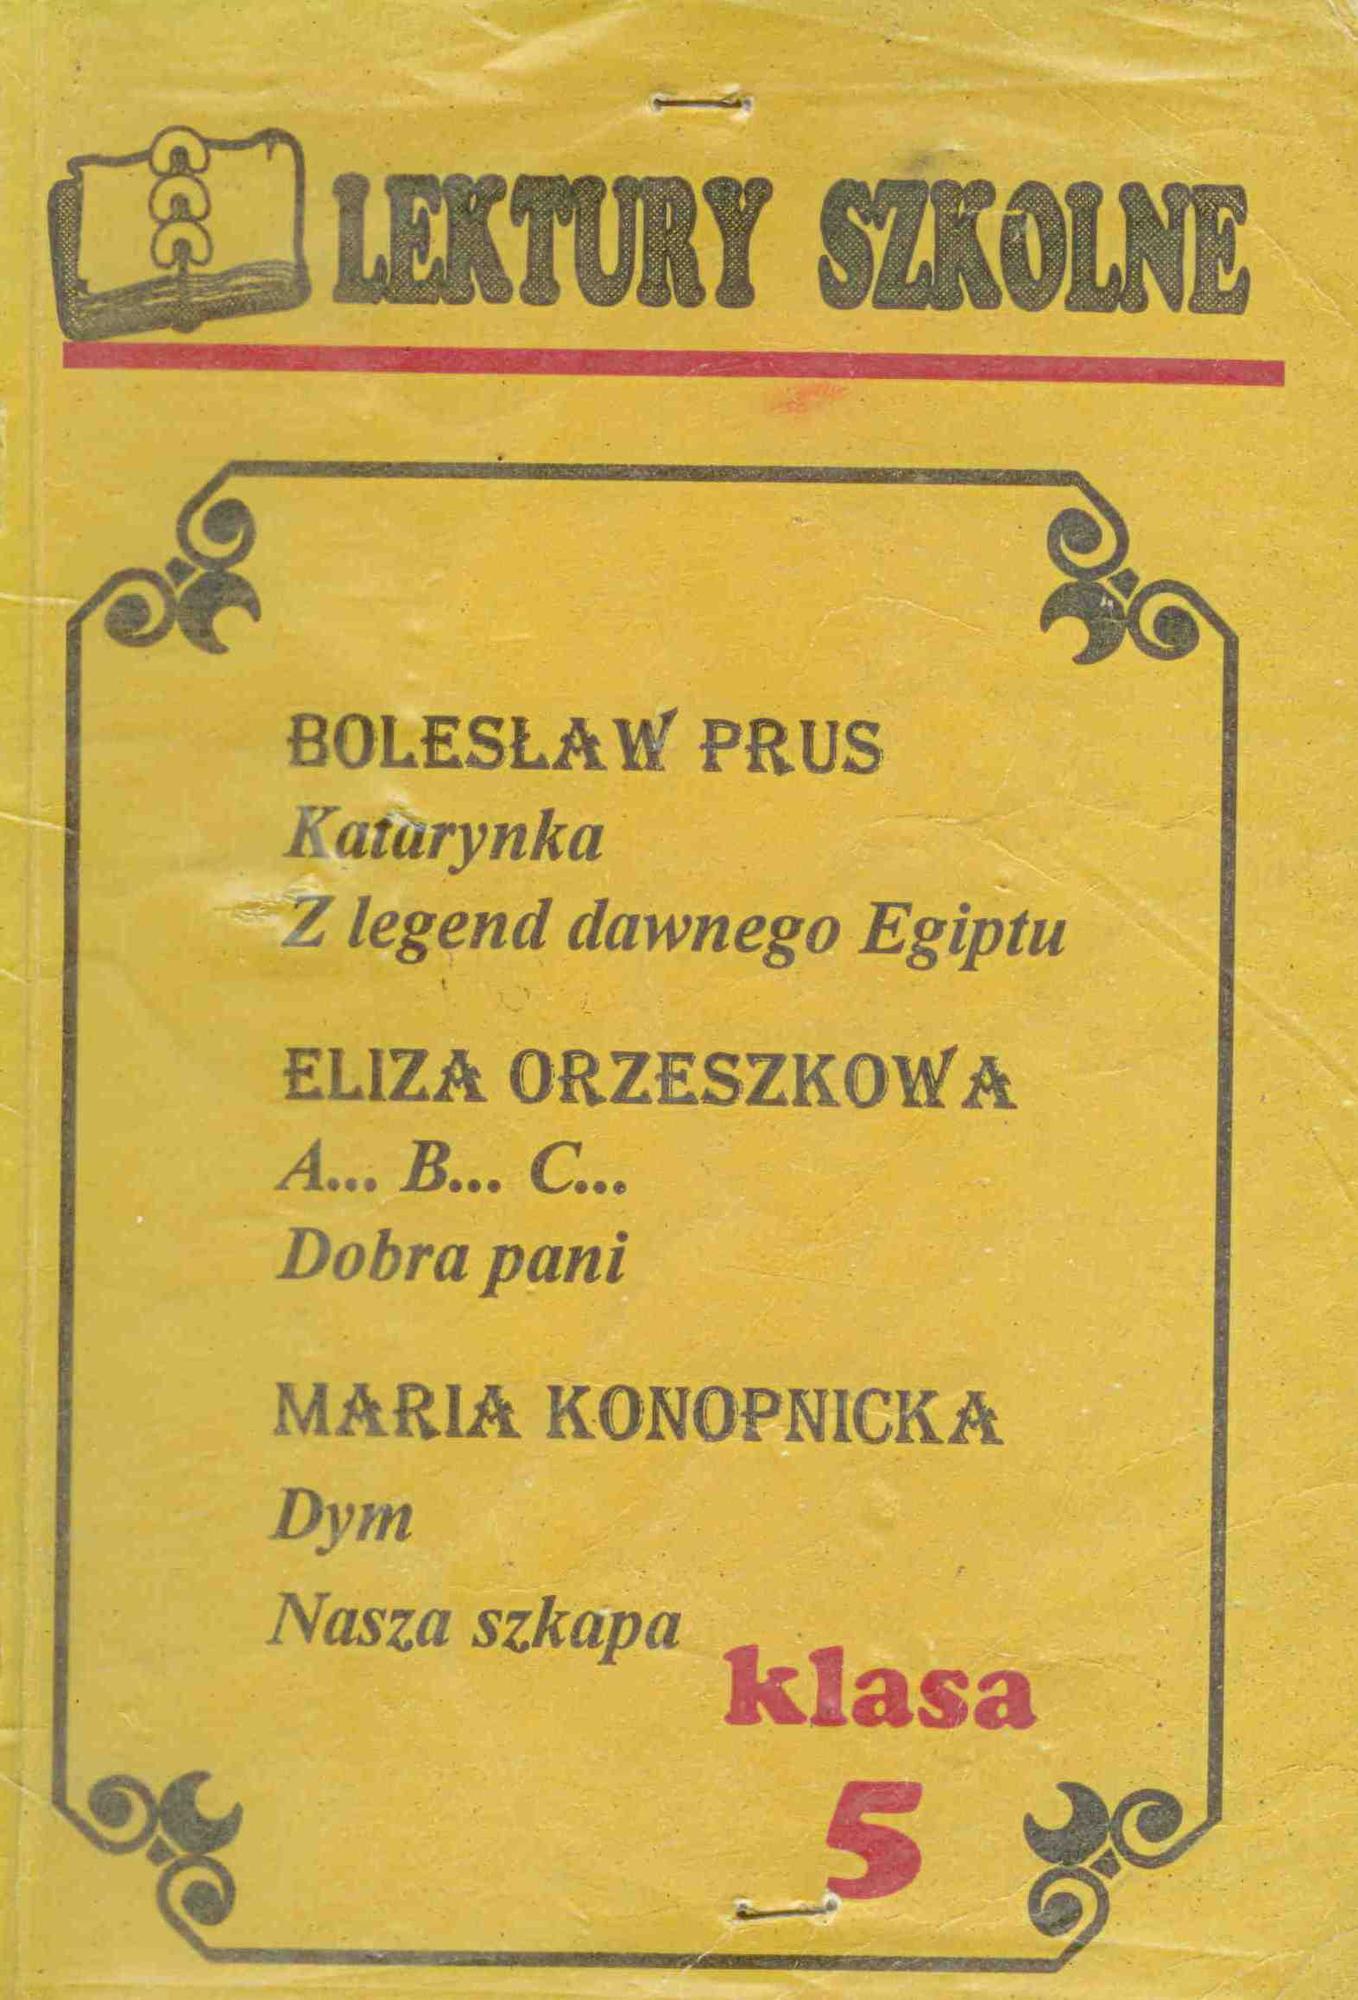 LEKTURY SZKOLNE
BOLESŁAW PRUS
Katarynka
Z legend dawnego Egiptu
ELIZA ORZESZKOWA
A... B... C...
Dobra pani
MARIA KONOPNICKA
Dym
Nasza szkapa
klasa
5